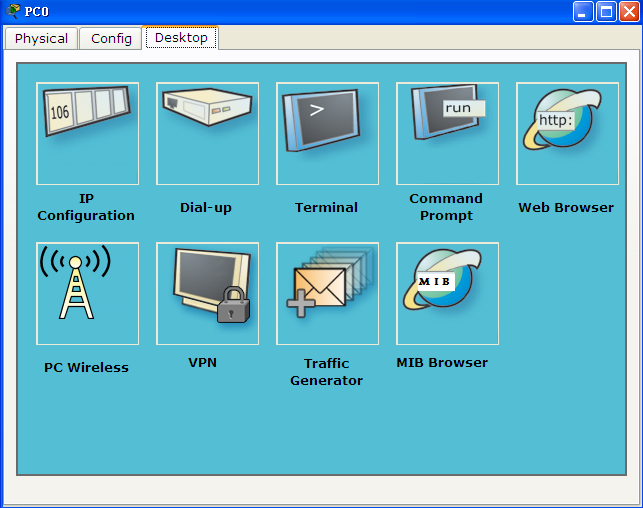 PC0
Physical Config Desktop
106
>
run
http:
IP
Configuration
Dial-up
Terminal
Command
Prompt
Web Browser
MIB
PC Wireless
VPN
Traffic
Generator
MIB Browser